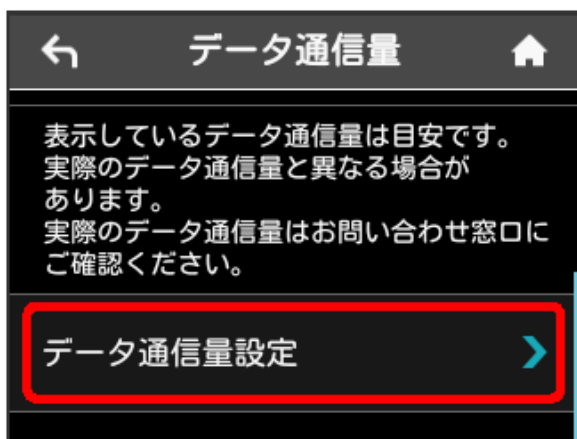 データ通信量
表示しているデータ通信量は目安です。
実際のデータ通信量と異なる場合が
あります。
実際のデータ通信量はお問い合わせ窓口に
ご確認ください。
データ通信量設定